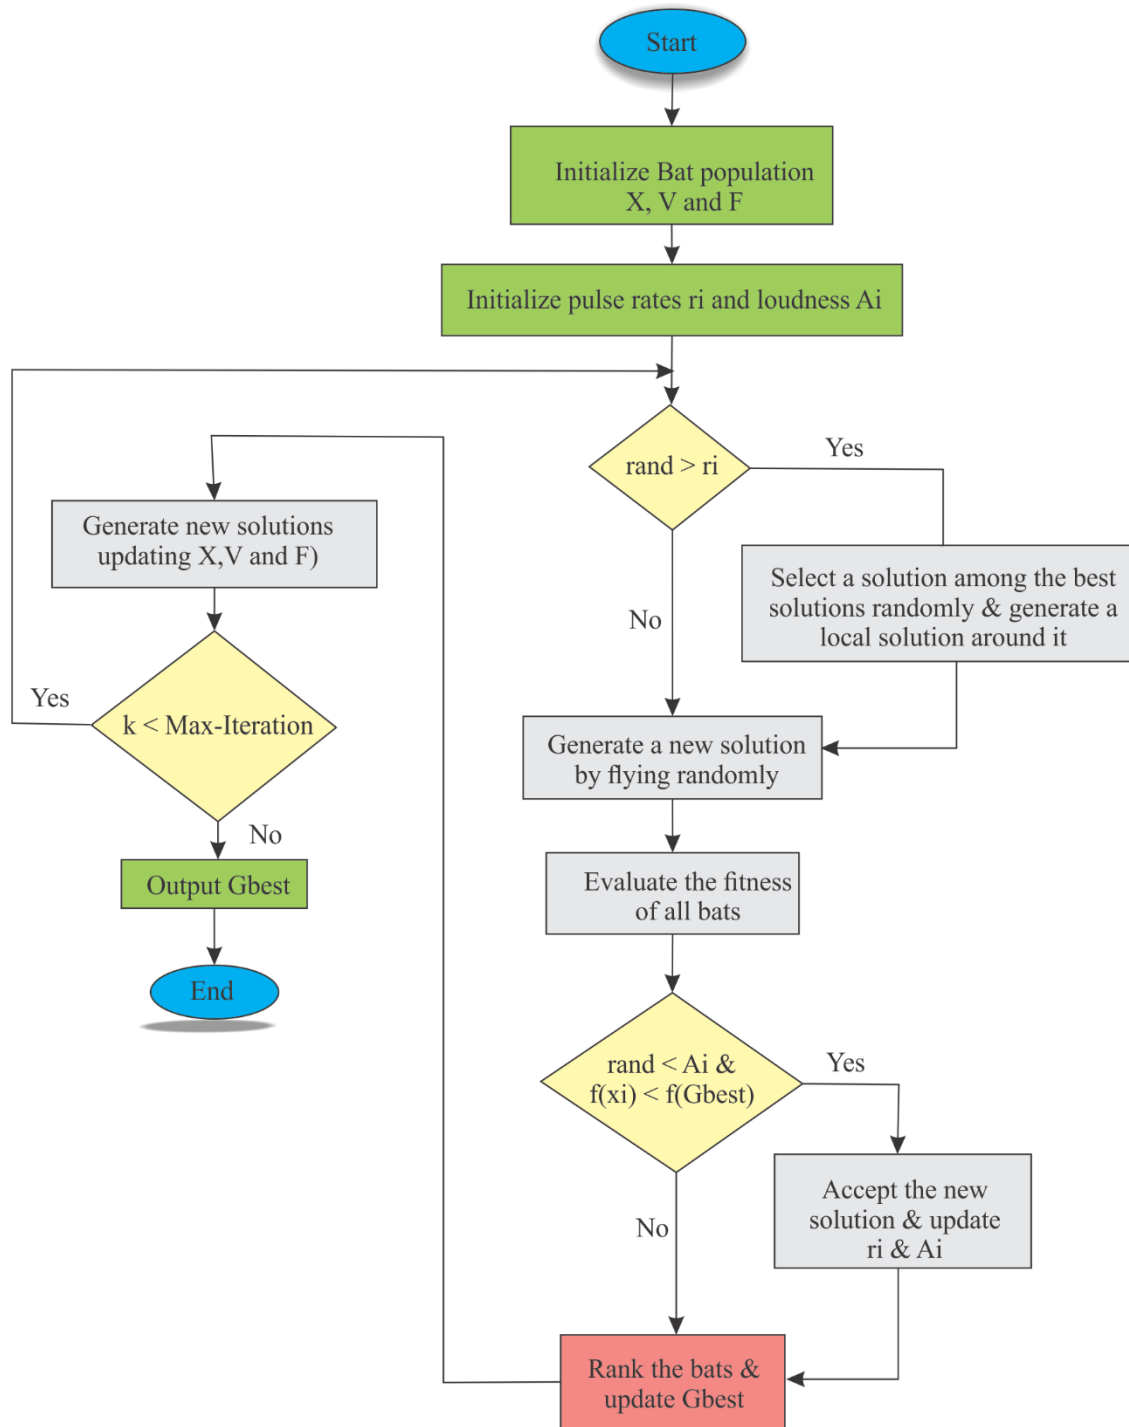 Start
Initialize Bat population
X, V and F
Initialize pulse rates ri and loudness Ai
rand > ri
Yes
Select a solution among the best
solutions randomly & generate a
local solution around it
No
Generate a new solution
by flying randomly
Evaluate the fitness
of all bats
rand < Ai &
f(xi) < f(Gbest)
Yes
Accept the new
solution & update
ri & Ai
No
Rank the bats &
update Gbest
Generate new solutions
updating X,V and F)
k < Max-Iteration
Yes
No
Output Gbest
End